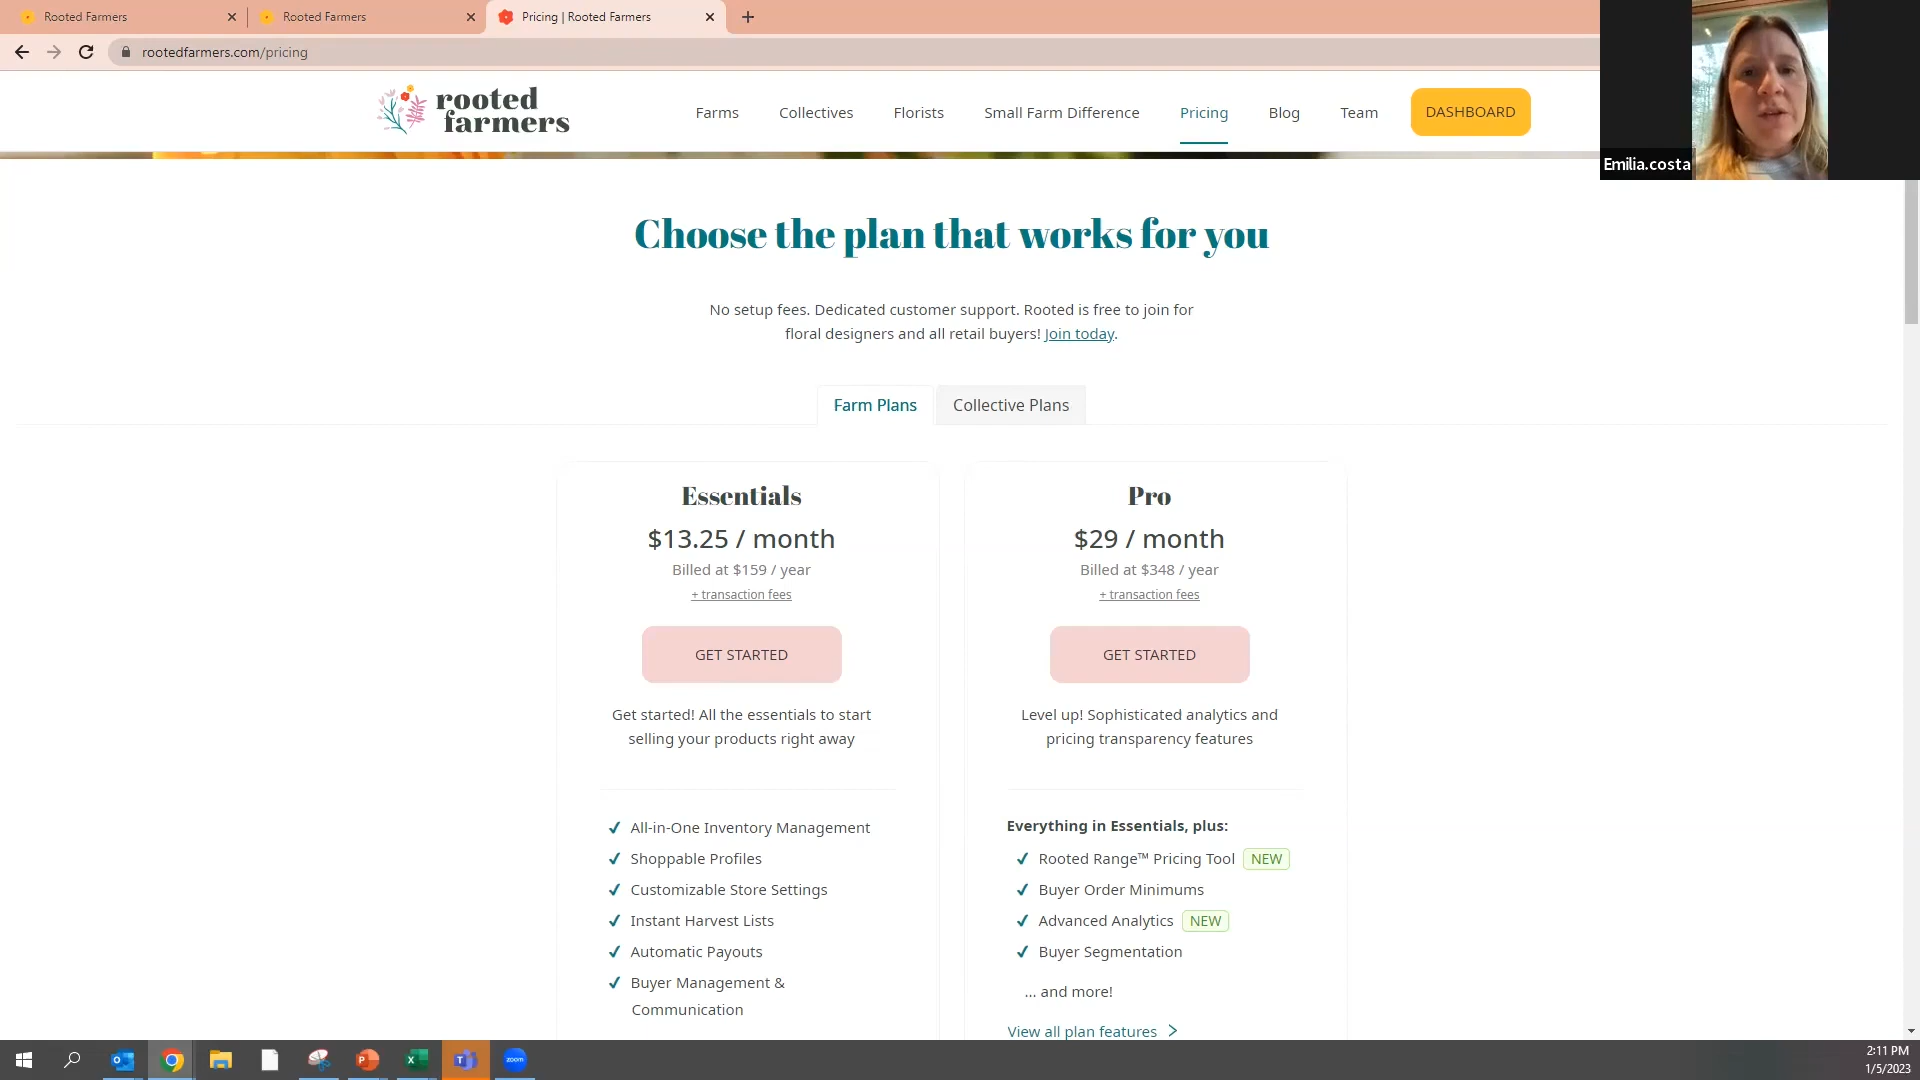 Rooted Farmers
Rooted Farmers
Pricing | Rooted Farmers
rootedfarmers.com/pricing
rooted
farmers
Farms
Collectives
Florists
Small Farm Difference
Pricing
Blog
Team
DASHBOARD
Emilia.costa
Choose the plan that works for you
No setup fees. Dedicated customer support. Rooted is free to join for
floral designers and all retail buyers! Join today.
Farm Plans
Collective Plans
Essentials
$13.25 / month
Billed at $159 / year
+ transaction fees
GET STARTED
Get started! All the essentials to start
selling your products right away
✓ All-in-One Inventory Management
✓ Shoppable Profiles
✓ Customizable Store Settings
✓ Instant Harvest Lists
✓ Automatic Payouts
✓ Buyer Management &
Communication
Pro
$29 / month
Billed at $348 / year
+ transaction fees
GET STARTED
Level up! Sophisticated analytics and
pricing transparency features
Everything in Essentials, plus:
✓ Rooted Range™ Pricing Tool NEW
✓ Buyer Order Minimums
✓ Advanced Analytics NEW
✓ Buyer Segmentation
... and more!
View all plan features >
zoom
2:11 PM
1/5/2023